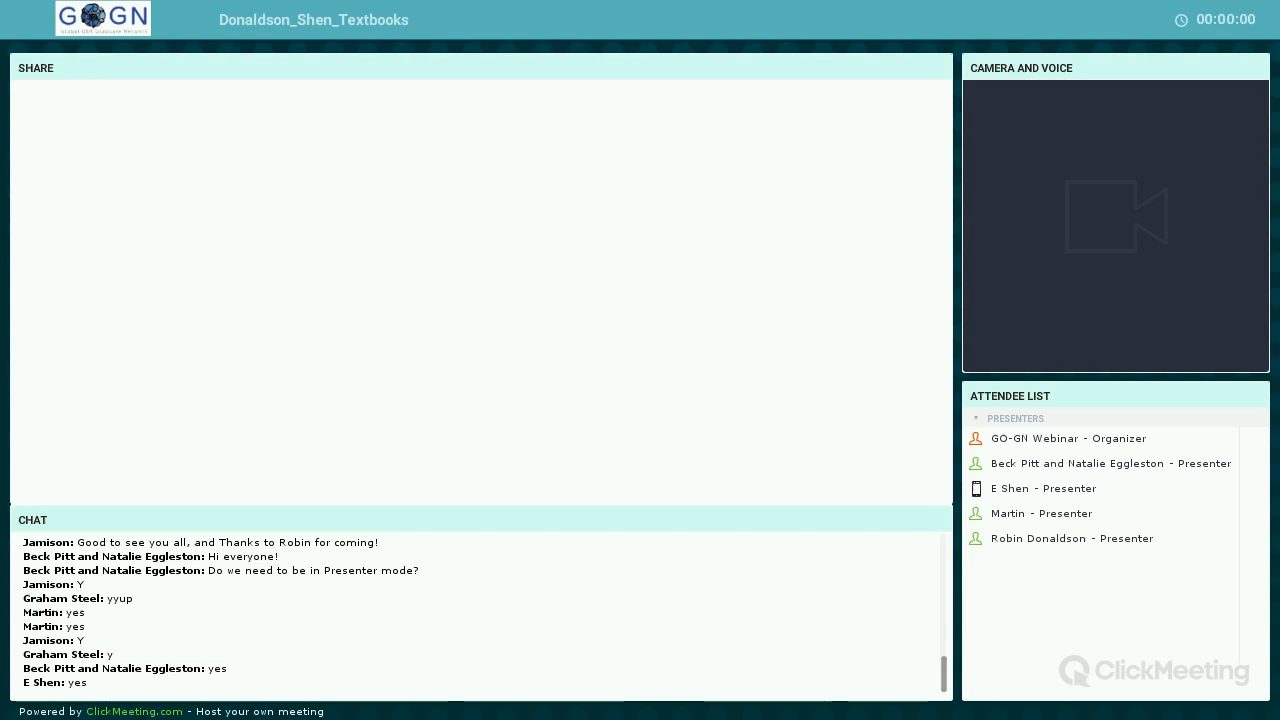 GOGN
Global OER Graduate Network
Donaldson_Shen_Textbooks
00:00:00
SHARE
CAMERA AND VOICE
CHAT
Jamison: Good to see you all, and Thanks to Robin for coming!
Beck Pitt and Natalie Eggleston: Hi everyone!
Beck Pitt and Natalie Eggleston: Do we need to be in Presenter mode?
Jamison: Y
Graham Steel: yyup
Martin: yes
Martin: yes
Jamison: Y
Graham Steel: y
Beck Pitt and Natalie Eggleston: yes
E Shen: yes
ATTENDEE LIST
PRESENTERS
GO-GN Webinar - Organizer
Beck Pitt and Natalie Eggleston - Presenter
E Shen - Presenter
Martin - Presenter
Robin Donaldson - Presenter
ClickMeeting
Powered by ClickMeeting.com - Host your own meeting